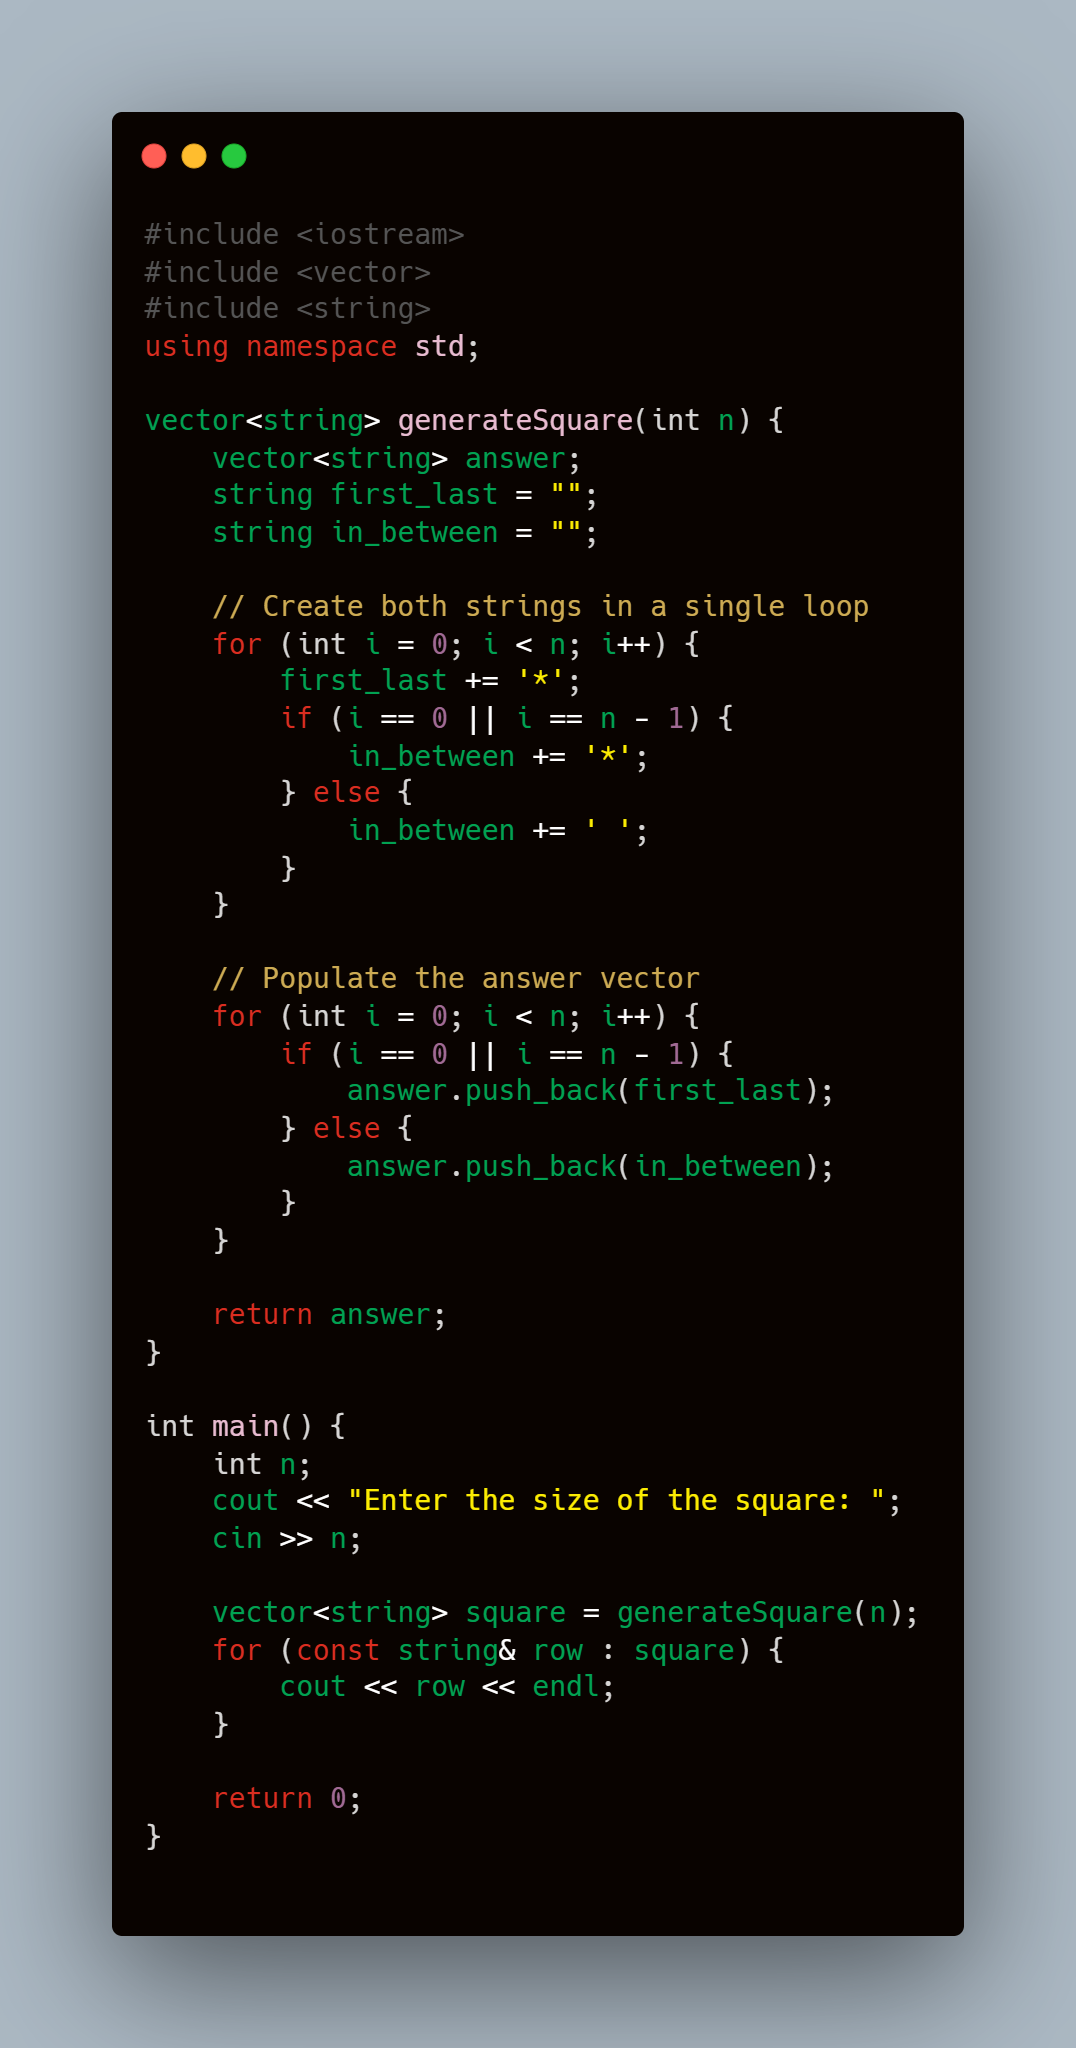 #include <iostream>
#include <vector>
#include <string>
using namespace std;

vector<string> generateSquare(int n) {
    vector<string> answer;
    string first_last = "";
    string in_between = "";

    // Create both strings in a single loop
    for (int i = 0; i < n; i++) {
        first_last += '*';
        if (i == 0 || i == n - 1) {
            in_between += '*';
        } else {
            in_between += ' ';
        }
    }

    // Populate the answer vector
    for (int i = 0; i < n; i++) {
        if (i == 0 || i == n - 1) {
            answer.push_back(first_last);
        } else {
            answer.push_back(in_between);
        }
    }

    return answer;
}

int main() {
    int n;
    cout << "Enter the size of the square: ";
    cin >> n;

    vector<string> square = generateSquare(n);
    for (const string& row : square) {
        cout << row << endl;
    }

    return 0;
}